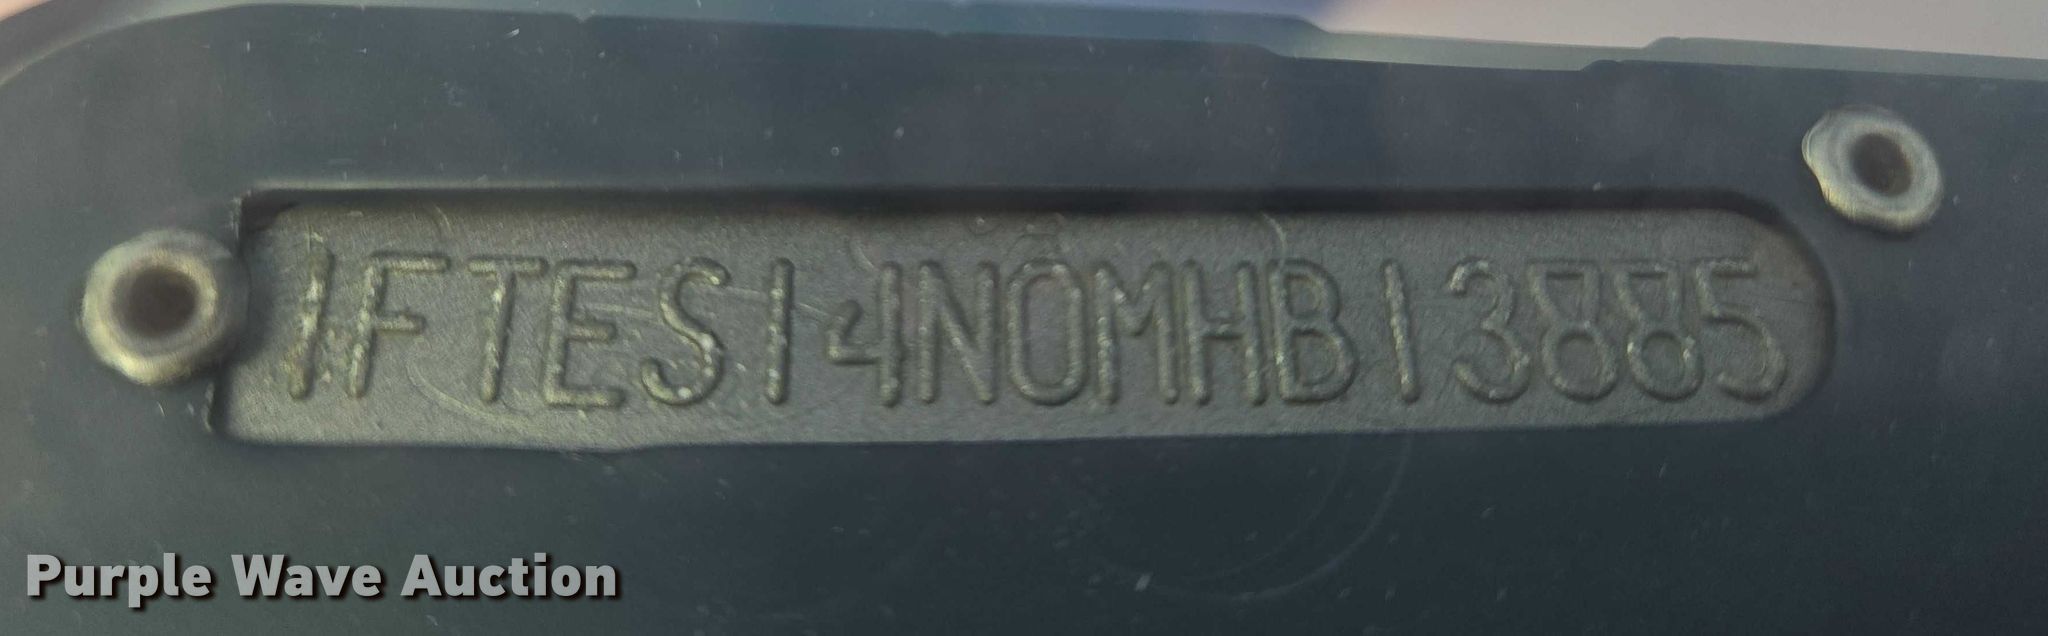 1FTES14N0MHB13885
Purple Wave Auction